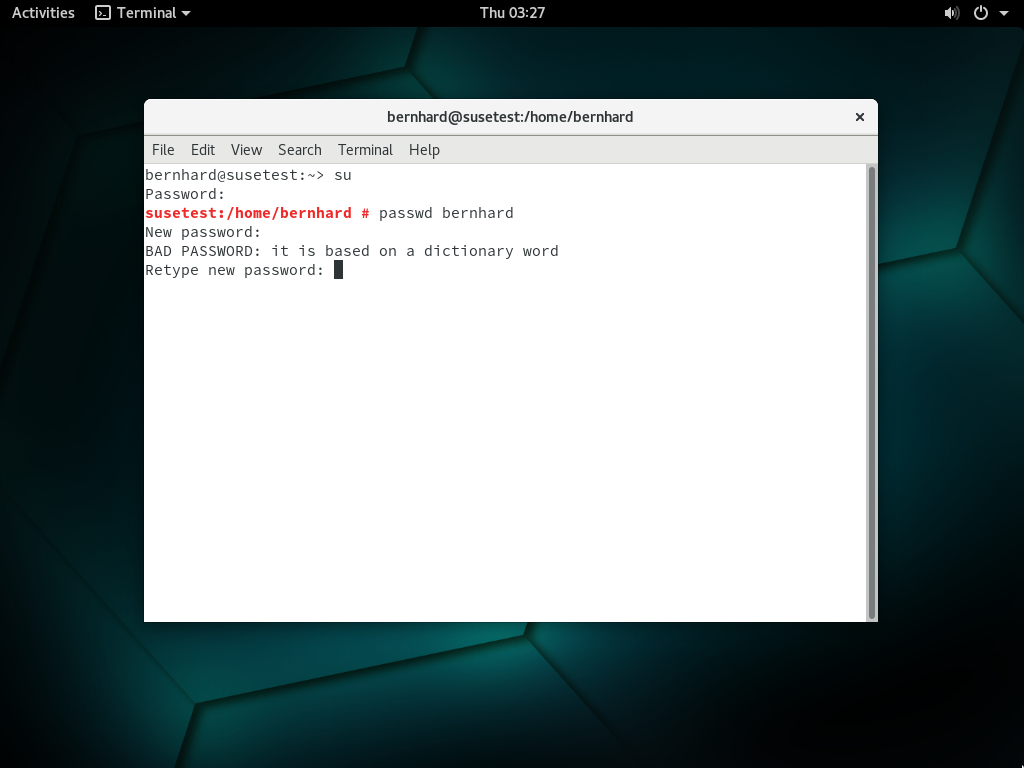 Activities Terminal Thu 03:27
bernhard@susetest:/home/bernhard
File Edit View Search Terminal Help
bernhard@susetest:~> su
Password:
susetest:/home/bernhard # passwd bernhard
New password:
BAD PASSWORD: it is based on a dictionary word
Retype new password: